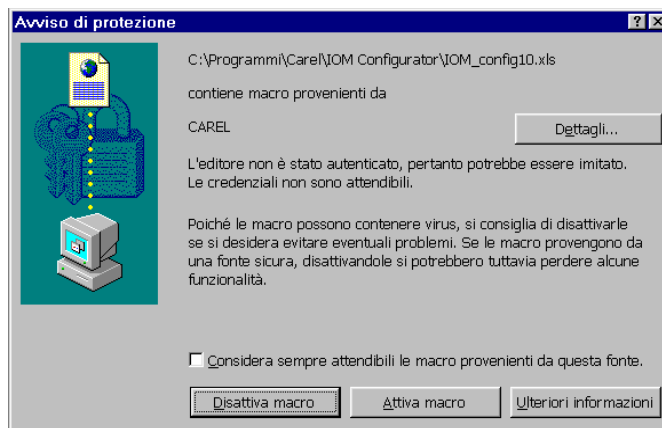 Avviso di protezione
C:\Programmi\Carel\IOM Configurator\IOM_config10.xls
contiene macro provenienti da
CAREL
Dettagli...
L'editore non è stato autenticato, pertanto potrebbe essere imitato.
Le credenziali non sono attendibili.
Poiché le macro possono contenere virus, si consiglia di disattivarle
se si desidera evitare eventuali problemi. Se le macro provengono da
una fonte sicura, disattivandole si potrebbero tuttavia perdere alcune
funzionalità.
Considera sempre attendibili le macro provenienti da questa fonte.
Disattiva macro
Attiva macro
Ulteriori informazioni